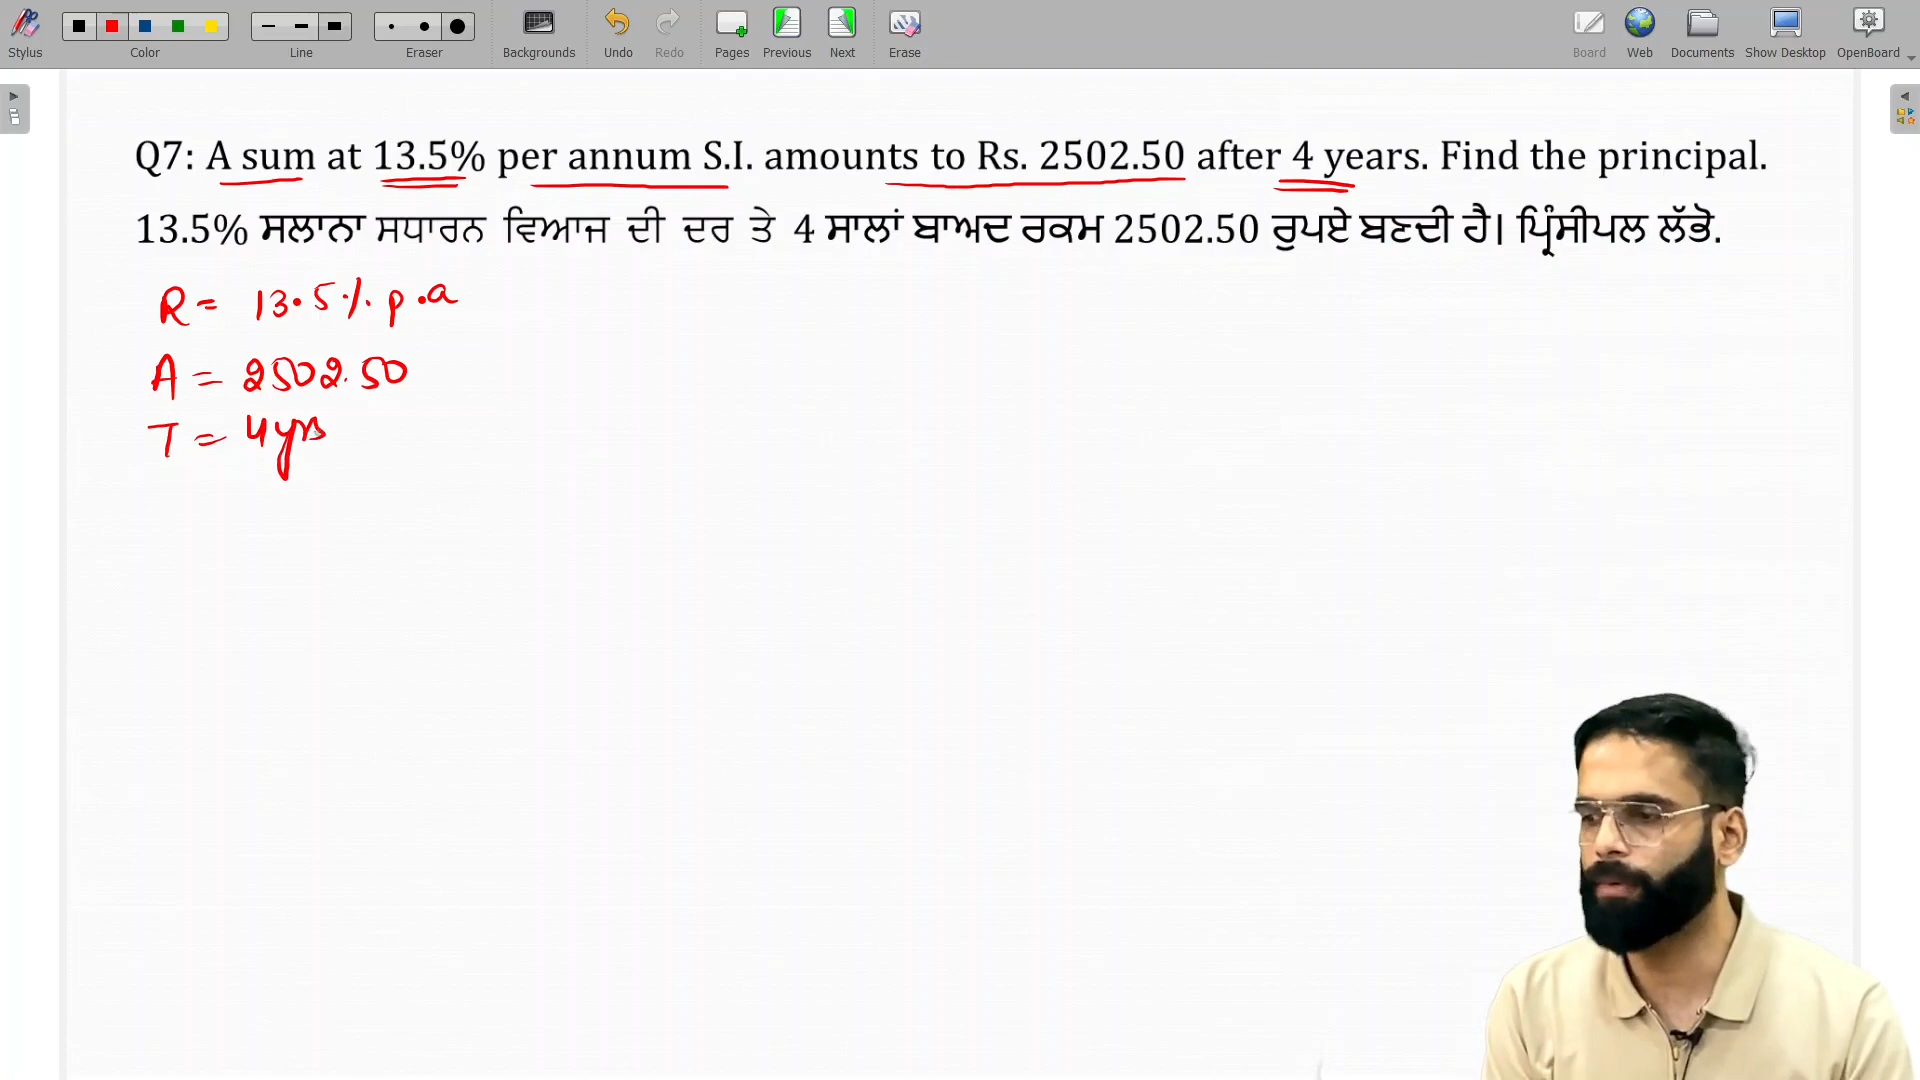 Stylus Color Line Eraser Backgrounds Undo Redo Pages Previous Next Erase Board Web Documents Show Desktop OpenBoard
Q7: A sum at 13.5% per annum S.I. amounts to Rs. 2502.50 after 4 years. Find the principal.
13.5% ਸਲਾਨਾ ਸਧਾਰਨ ਵਿਆਜ ਦੀ ਦਰ ਤੇ 4 ਸਾਲਾਂ ਬਾਅਦ ਰਕਮ 2502.50 ਰੁਪਏ ਬਣਦੀ ਹੈ। ਪ੍ਰਿੰਸੀਪਲ ਲੱਭੋ.
R = 13.5% p.a
A = 2502.50
T = 4yrs